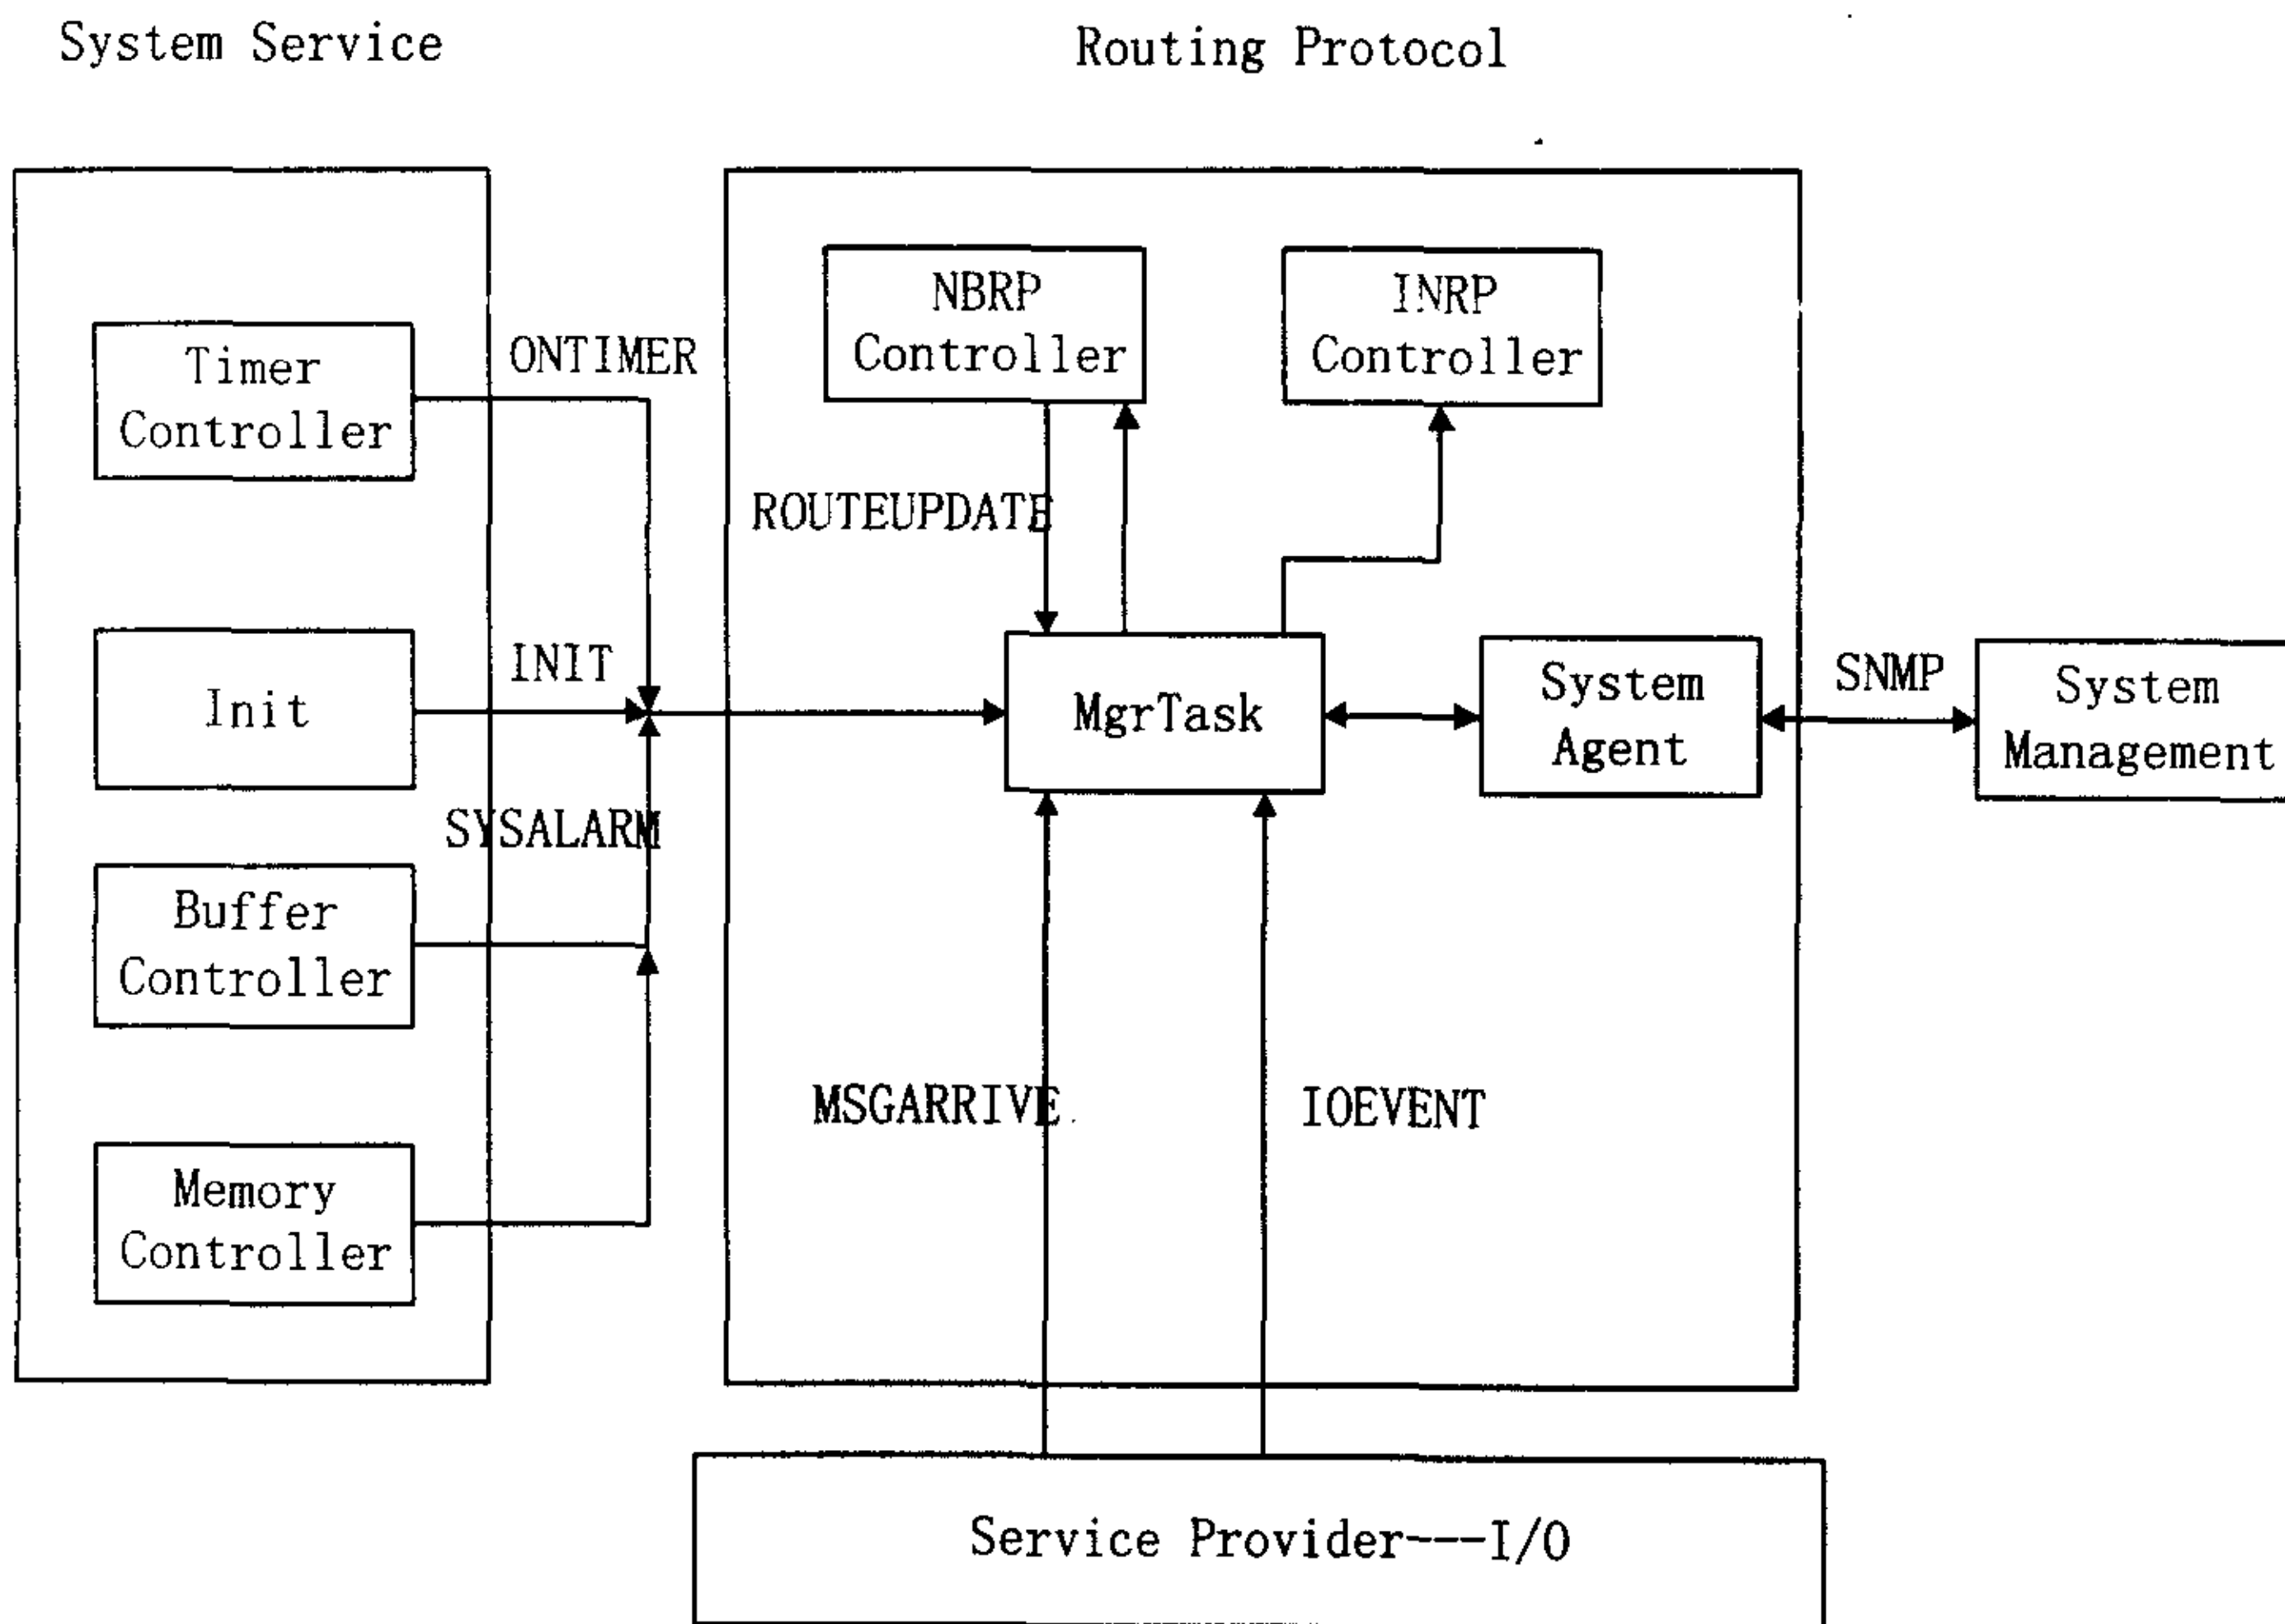 System Service
Routing Protocol
NBRP
Controller
INRP
Controller
Timer
Controller
ONTIMER
ROUTEUPDATE
Init
INIT
MgrTask
System
Agent
SNMP
System
Management
SYSALARM
Buffer
Controller
MSGARRIVE
IOEVENT
Memory
Controller
Service Provider---I/O